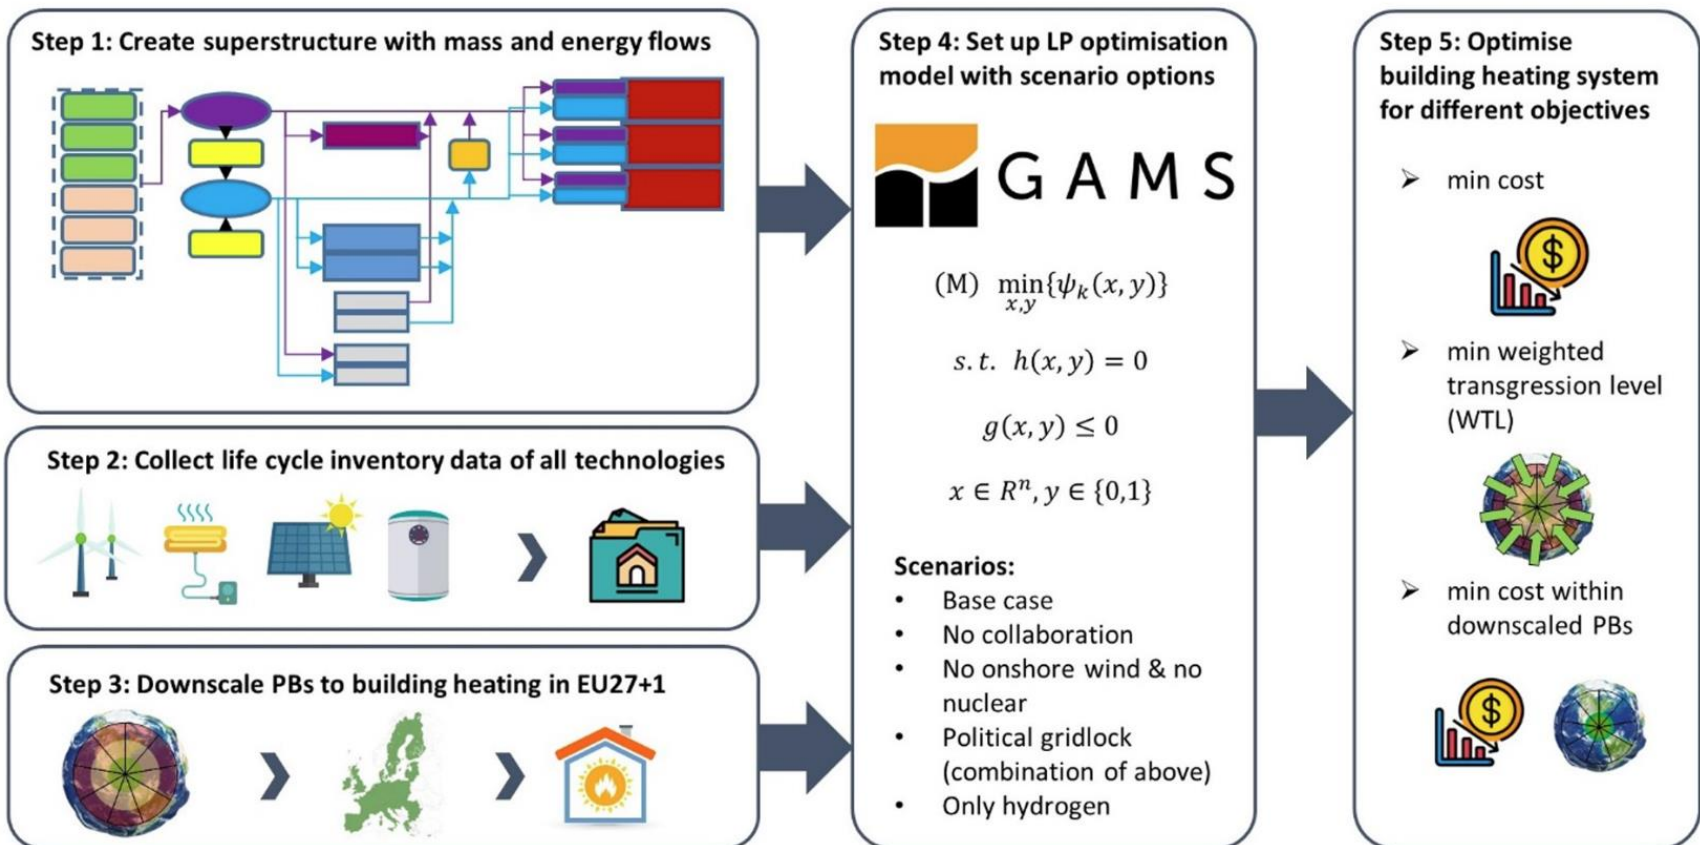 Step 1: Create superstructure with mass and energy flows
Step 2: Collect life cycle inventory data of all technologies
Step 3: Downscale PBs to building heating in EU27+1
Step 4: Set up LP optimisation
model with scenario options
GAMS
(M) min{ψₖ(x, y)}
x,y
s. t. h(x, y) = 0
g(x, y) ≤ 0
x ∈ Rⁿ, y ∈ {0,1}
Scenarios:
• Base case
• No collaboration
• No onshore wind & no
nuclear
• Political gridlock
(combination of above)
• Only hydrogen
Step 5: Optimise
building heating system
for different objectives
➢ min cost
$
➢ min weighted
transgression level
(WTL)
➢ min cost within
downscaled PBs
$